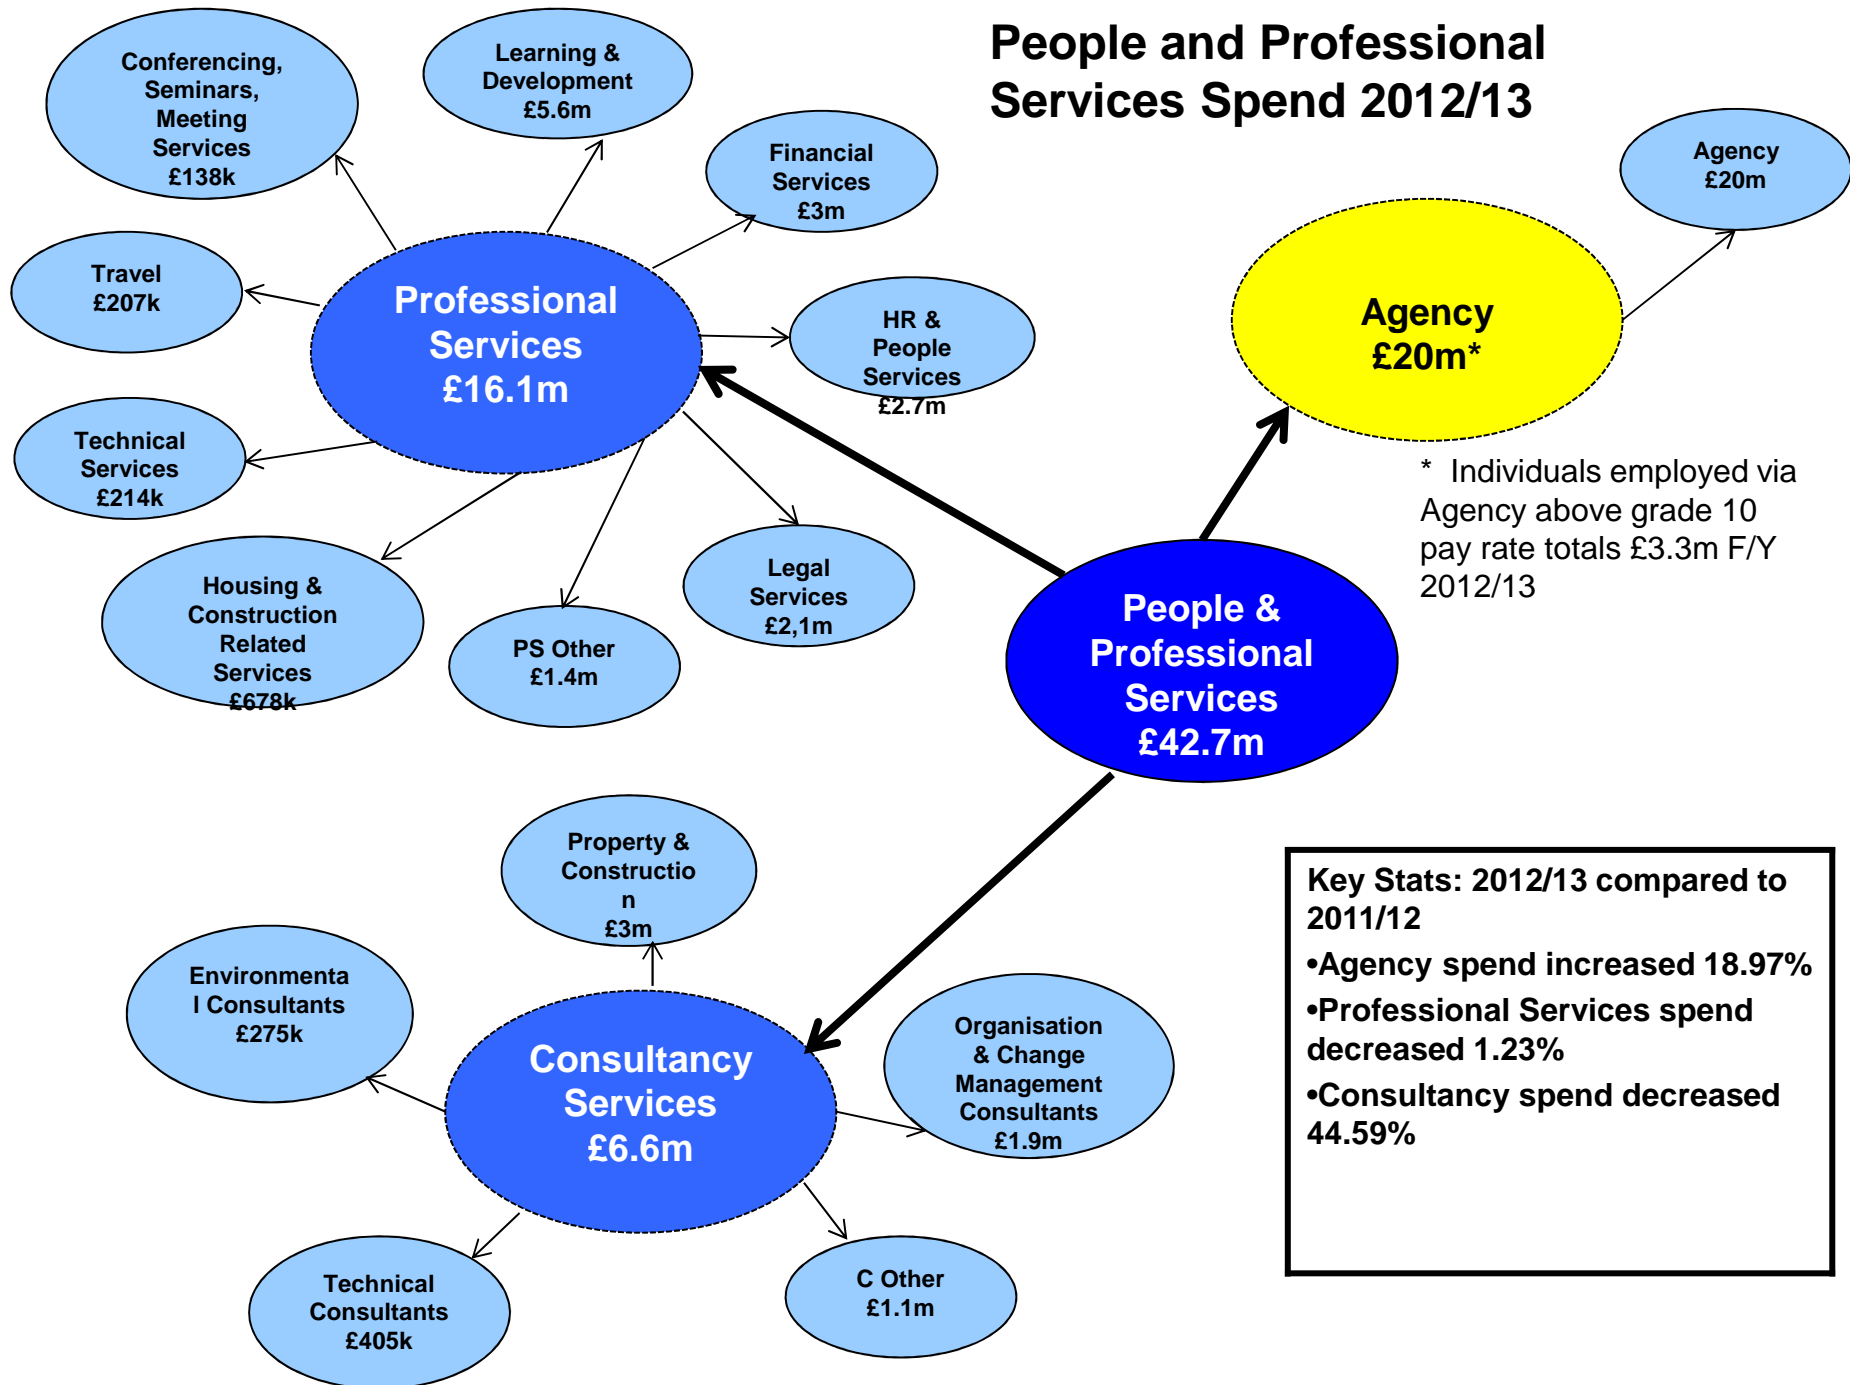 People and Professional
Services Spend 2012/13
Conferencing,
Seminars,
Meeting
Services
£138k
Learning &
Development
£5.6m
Financial
Services
£3m
Agency
£20m
Travel
£207k
Professional
Services
£16.1m
HR &
People
Services
£2.7m
Agency
£20m*
Technical
Services
£214k
* Individuals employed via
Agency above grade 10
pay rate totals £3.3m F/Y
2012/13
Housing &
Construction
Related
Services
£678k
PS Other
£1.4m
Legal
Services
£2,1m
People &
Professional
Services
£42.7m
Property &
Constructio
n
£3m
Environmenta
l Consultants
£275k
Consultancy
Services
£6.6m
Organisation
& Change
Management
Consultants
£1.9m
Technical
Consultants
£405k
C Other
£1.1m
Key Stats: 2012/13 compared to
2011/12
•Agency spend increased 18.97%
•Professional Services spend
decreased 1.23%
•Consultancy spend decreased
44.59%